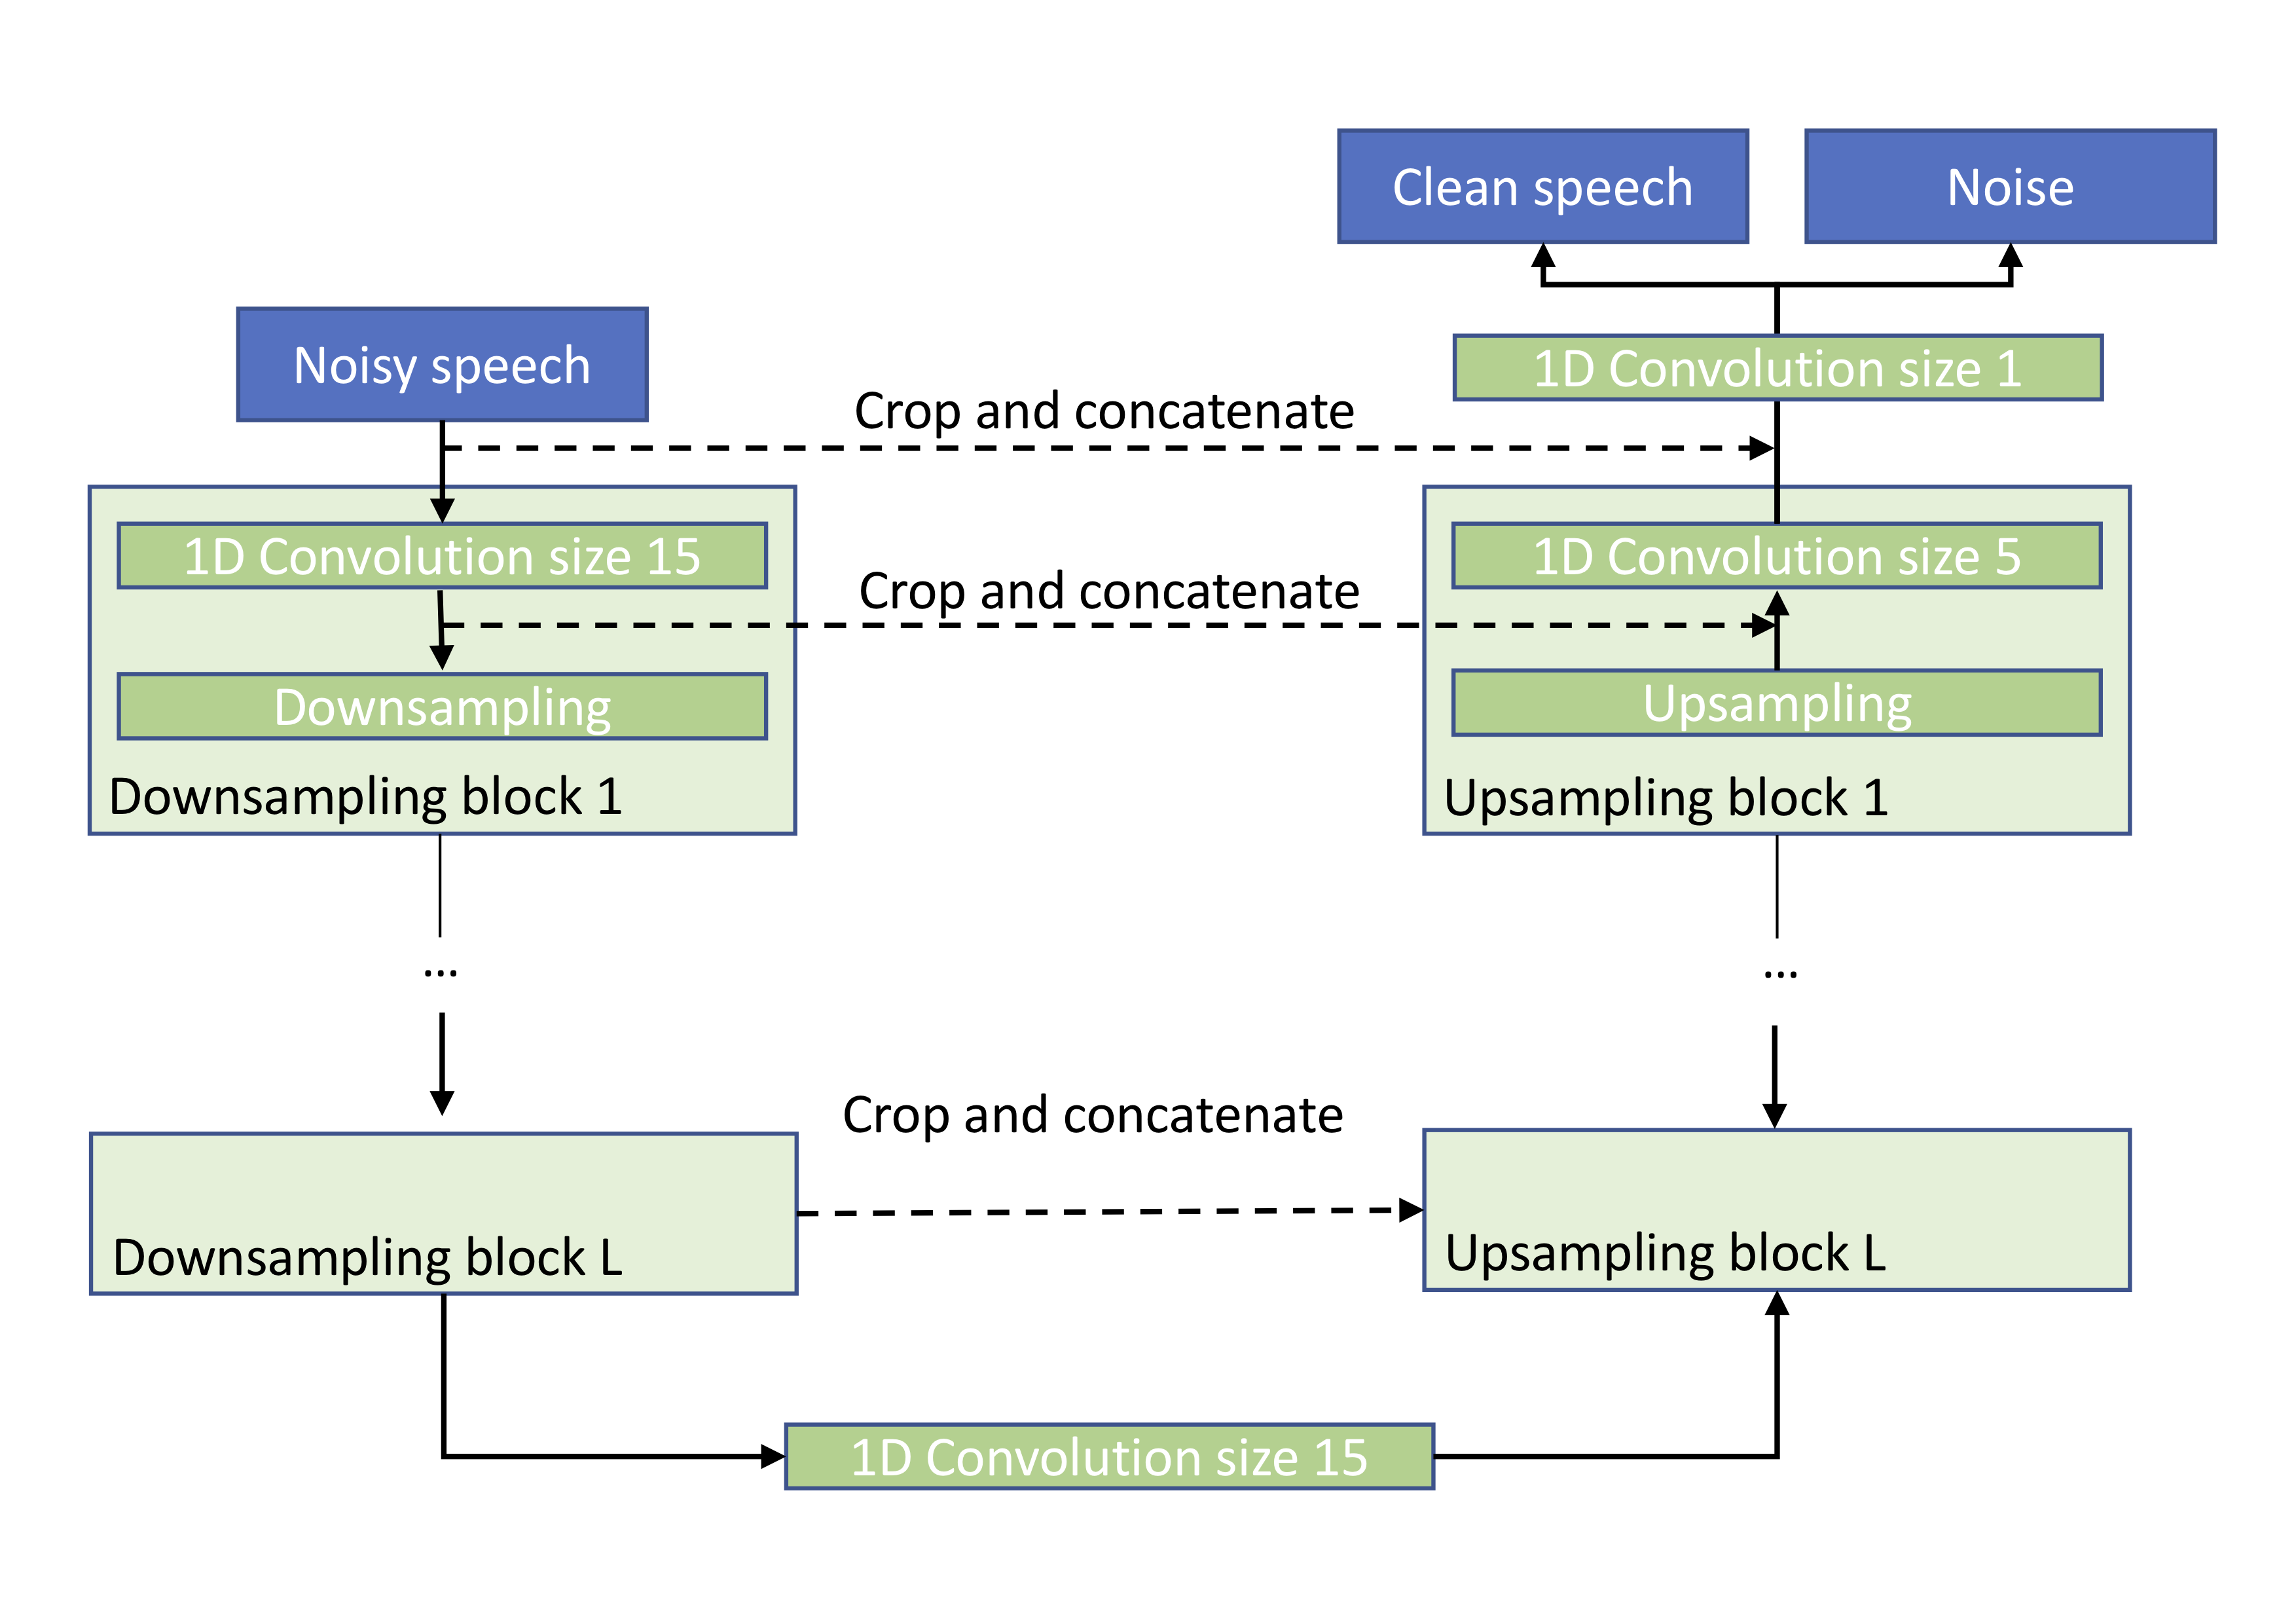 Clean speech
Noise
Noisy speech
1D Convolution size 1
Crop and concatenate
1D Convolution size 15
Crop and concatenate
1D Convolution size 5
Downsampling
Upsampling
Downsampling block 1
Upsampling block 1
...
...
Crop and concatenate
Downsampling block L
Upsampling block L
1D Convolution size 15